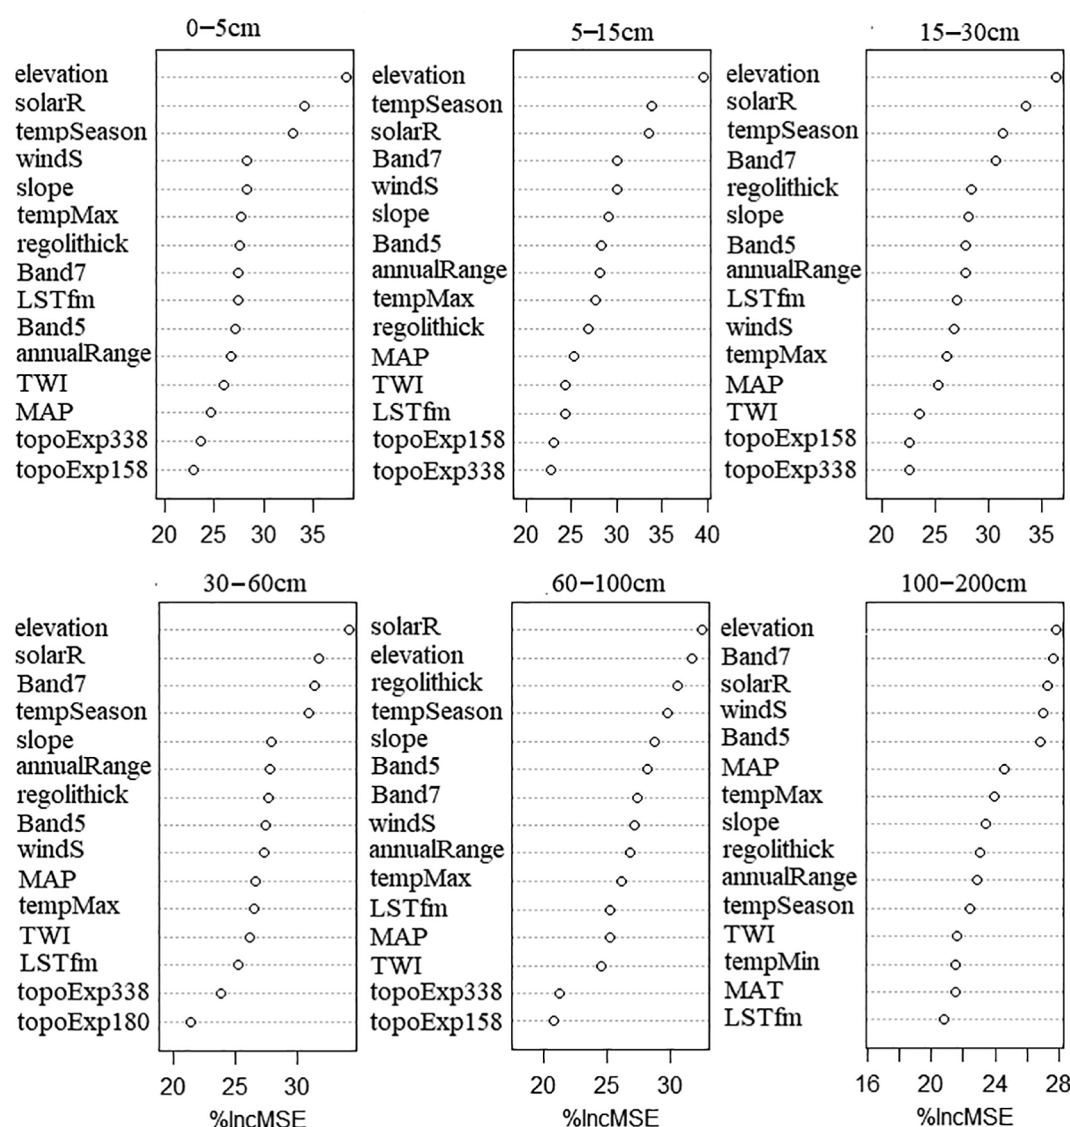 0−5cm
elevation
solarR
tempSeason
windS
slope
tempMax
regolithick
Band7
LSTfm
Band5
annualRange
TWI
MAP
topoExp338
topoExp158
20 25 30 35
5−15cm
elevation
tempSeason
solarR
Band7
windS
slope
Band5
annualRange
tempMax
regolithick
MAP
TWI
LSTfm
topoExp158
topoExp338
20 25 30 35 40
15−30cm
elevation
solarR
tempSeason
Band7
regolithick
slope
Band5
annualRange
LSTfm
windS
tempMax
MAP
TWI
topoExp158
topoExp338
20 25 30 35
30−60cm
elevation
solarR
Band7
tempSeason
slope
annualRange
regolithick
Band5
windS
MAP
tempMax
TWI
LSTfm
topoExp338
topoExp180
20 25 30
%IncMSE
60−100cm
solarR
elevation
regolithick
tempSeason
slope
Band5
Band7
windS
annualRange
tempMax
LSTfm
MAP
TWI
topoExp338
topoExp158
20 25 30
%IncMSE
100−200cm
elevation
Band7
solarR
windS
Band5
MAP
tempMax
slope
regolithick
annualRange
tempSeason
TWI
tempMin
MAT
LSTfm
16 20 24 28
%IncMSE